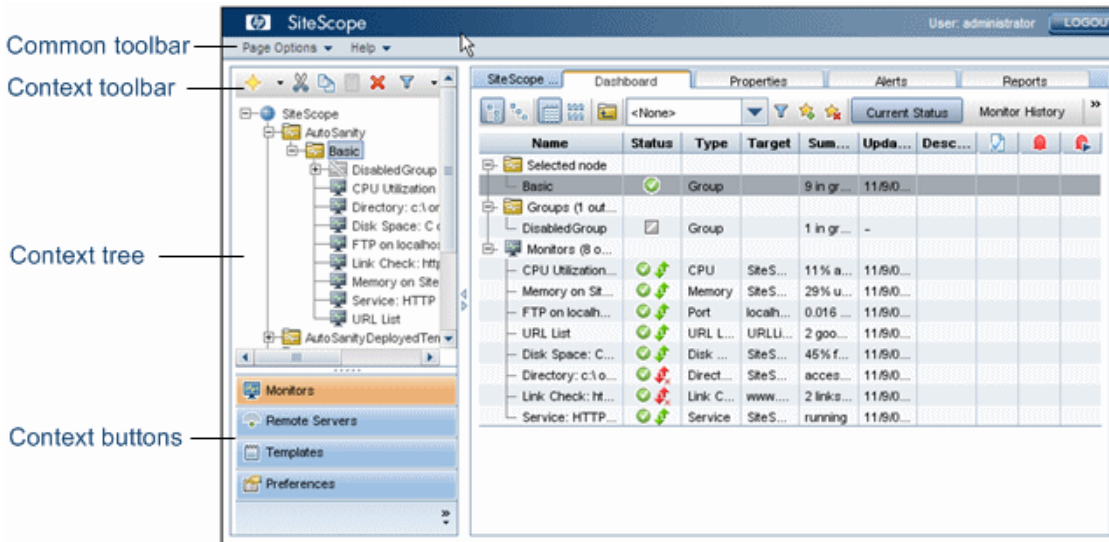 Common toolbar
Context toolbar
Context tree
Context buttons
hp SiteScope
User: administrator LOGOU
Page Options Help
SiteScope
AutoSanity
Basic
DisabledGroup
CPU Utilization
Directory: c:\or
Disk Space: C o
FTP on localhos
Link Check: http
Memory on Site
Service: HTTP
URL List
AutoSanityDeployedTem
Monitors
Remote Servers
Templates
Preferences
SiteScope ... Dashboard Properties Alerts Reports
<None> Current Status Monitor History
Name Status Type Target Sum... Upda... Desc...
Selected node
Basic Group 9 in gr... 11/9/0...
Groups (1 out...
DisabledGroup Group 1 in gr... -
Monitors (8 o...
CPU Utilization... CPU SiteS... 11% a... 11/9/0...
Memory on Sit... Memory SiteS... 29% u... 11/9/0...
FTP on localh... Port localh... 0.016 ... 11/9/0...
URL List URL L... URLLi... 2 goo... 11/9/0...
Disk Space: C... Disk ... SiteS... 45% f... 11/9/0...
Directory: c:\o... Direct... SiteS... acces... 11/9/0...
Link Check: ht... Link C... www.... 2 links... 11/9/0...
Service: HTTP... Service SiteS... running 11/9/0...